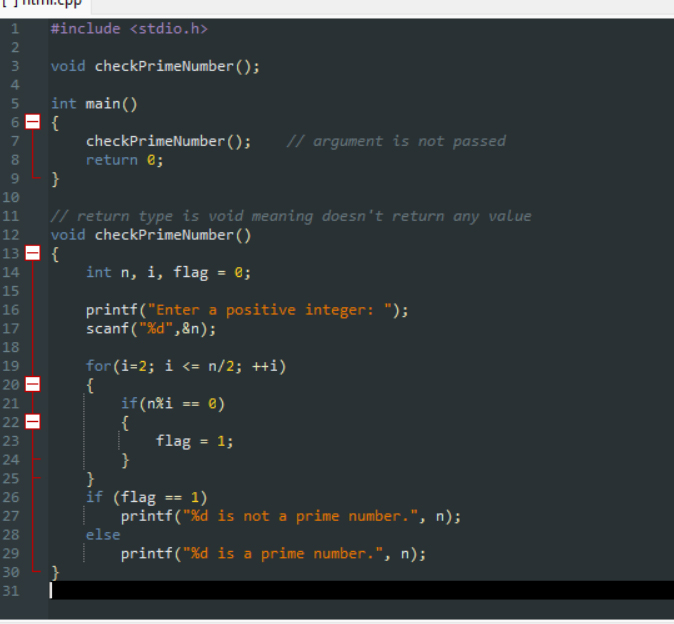 [*] html.cpp
1 #include <stdio.h>
2
3 void checkPrimeNumber();
4
5 int main()
6 {
7 checkPrimeNumber();    // argument is not passed
8 return 0;
9 }
10
11 // return type is void meaning doesn't return any value
12 void checkPrimeNumber()
13 {
14 int n, i, flag = 0;
15
16 printf("Enter a positive integer: ");
17 scanf("%d",&n);
18
19 for(i=2; i <= n/2; ++i)
20 {
21 if(n%i == 0)
22 {
23 flag = 1;
24 }
25 }
26 if (flag == 1)
27 printf("%d is not a prime number.", n);
28 else
29 printf("%d is a prime number.", n);
30 }
31